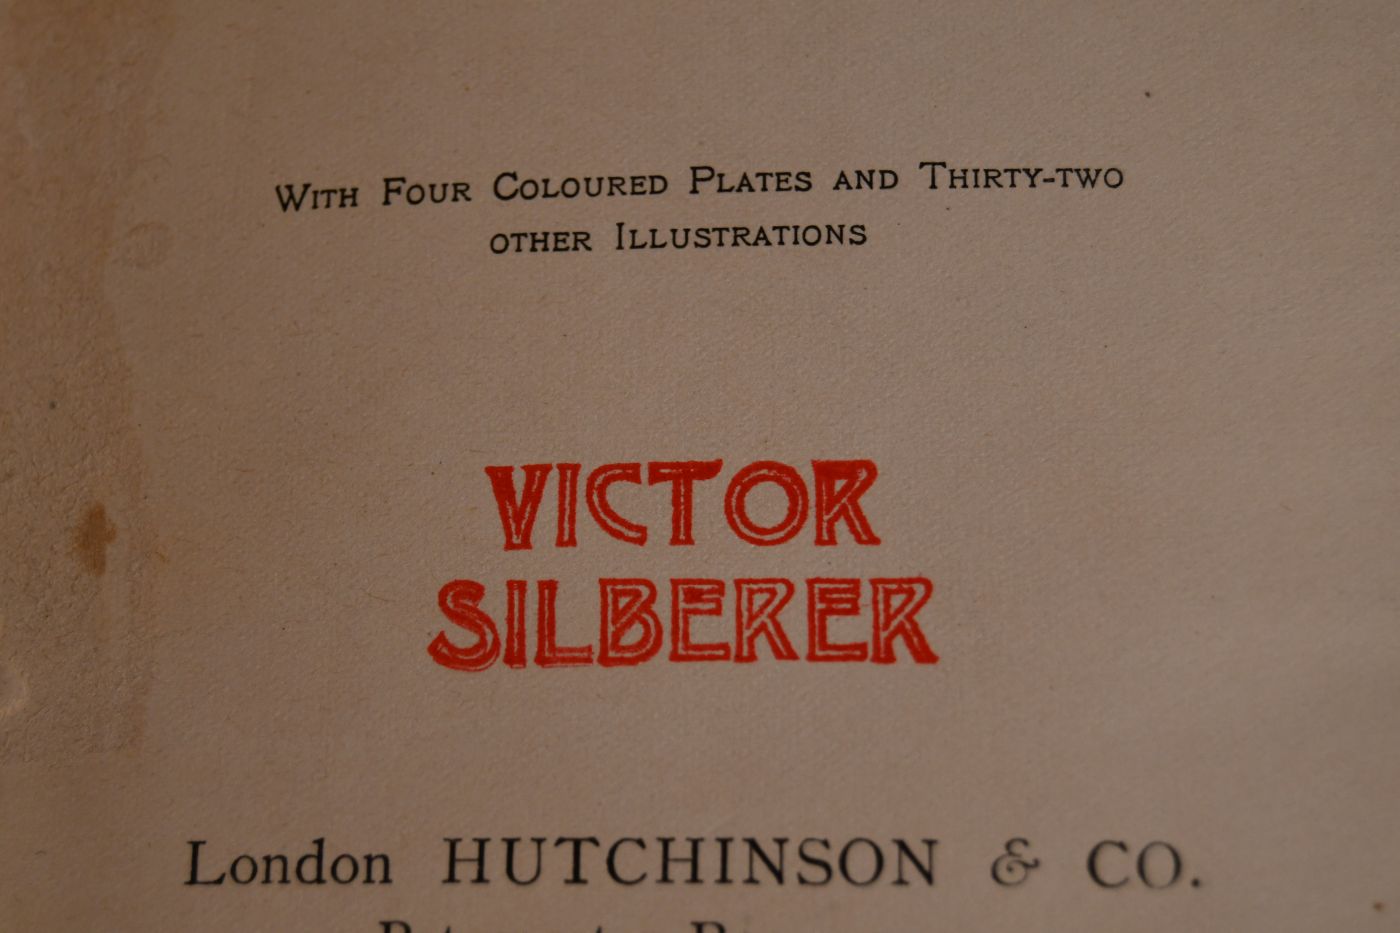 With Four Coloured Plates and Thirty-two
other Illustrations
VICTOR
SILBERER
London HUTCHINSON & CO.